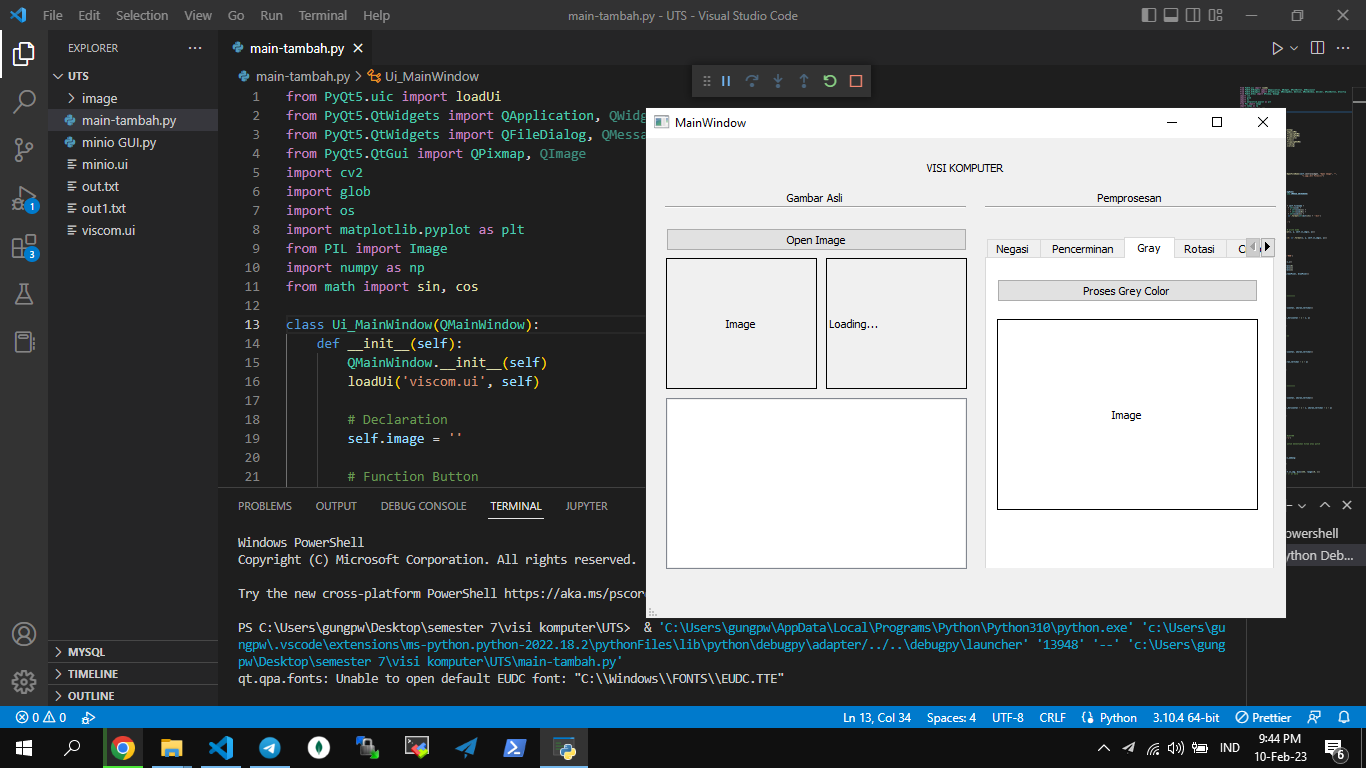 File Edit Selection View Go Run Terminal Help
main-tambah.py - UTS - Visual Studio Code
EXPLORER
UTS
image
main-tambah.py
minio GUI.py
minio.ui
out.txt
out1.txt
viscom.ui
MYSQL
TIMELINE
OUTLINE
1
3
main-tambah.py
main-tambah.py > Ui_MainWindow
1 from PyQt5.uic import loadUi
2 from PyQt5.QtWidgets import QApplication, QWidg
3 from PyQt5.QtWidgets import QFileDialog, QMessa
4 from PyQt5.QtGui import QPixmap, QImage
5 import cv2
6 import glob
7 import os
8 import matplotlib.pyplot as plt
9 from PIL import Image
10 import numpy as np
11 from math import sin, cos
12
13 class Ui_MainWindow(QMainWindow):
14 def __init__(self):
15 QMainWindow.__init__(self)
16 loadUi('viscom.ui', self)
17
18 # Declaration
19 self.image = ''
20
21 # Function Button
MainWindow
VISI KOMPUTER
Gambar Asli
Pemprosesan
Open Image
Image
Loading...
Negasi Pencerminan Gray Rotasi
Proses Grey Color
Image
PROBLEMS OUTPUT DEBUG CONSOLE TERMINAL JUPYTER
owershell
ython Deb...
Windows PowerShell
Copyright (C) Microsoft Corporation. All rights reserved.
Try the new cross-platform PowerShell https://aka.ms/pscor
PS C:\Users\gungpw\Desktop\semester 7\visi komputer\UTS> & 'C:\Users\gungpw\AppData\Local\Programs\Python\Python310\python.exe' 'c:\Users\gu
ngpw\.vscode\extensions\ms-python.python-2022.18.2\pythonFiles\lib\python\debugpy\adapter/../..\debugpy\launcher' '13948' '--' 'c:\Users\gung
pw\Desktop\semester 7\visi komputer\UTS\main-tambah.py'
qt.qpa.fonts: Unable to open default EUDC font: "C:\\Windows\\FONTS\\EUDC.TTE"
0 0
Ln 13, Col 34 Spaces: 4 UTF-8 CRLF Python 3.10.4 64-bit Prettier
IND
9:44 PM
10-Feb-23
6